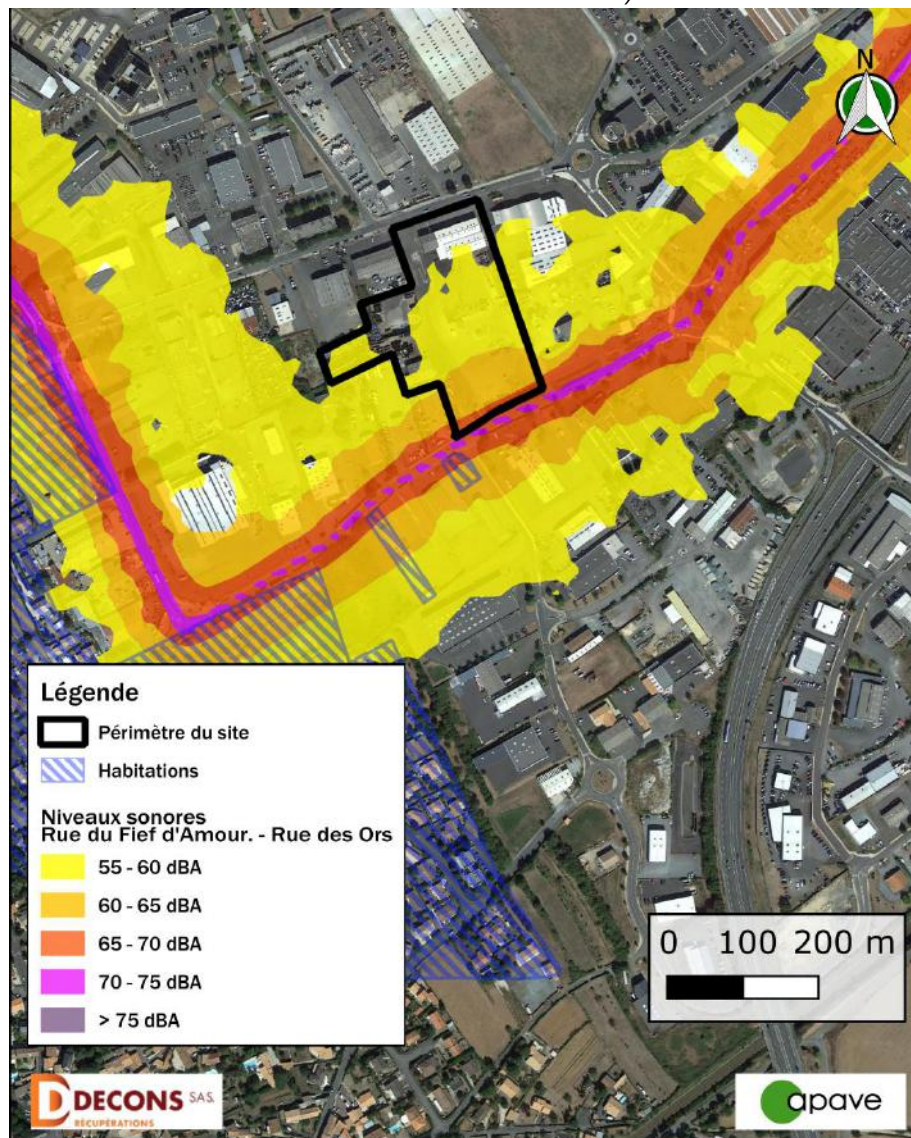 N
Légende
Périmètre du site
Habitations
Niveaux sonores
Rue du Fief d'Amour. - Rue des Ors
55 - 60 dBA
60 - 65 dBA
65 - 70 dBA
70 - 75 dBA
> 75 dBA
0 100 200 m
DECONS SAS
RÉCUPÉRATIONS
apave